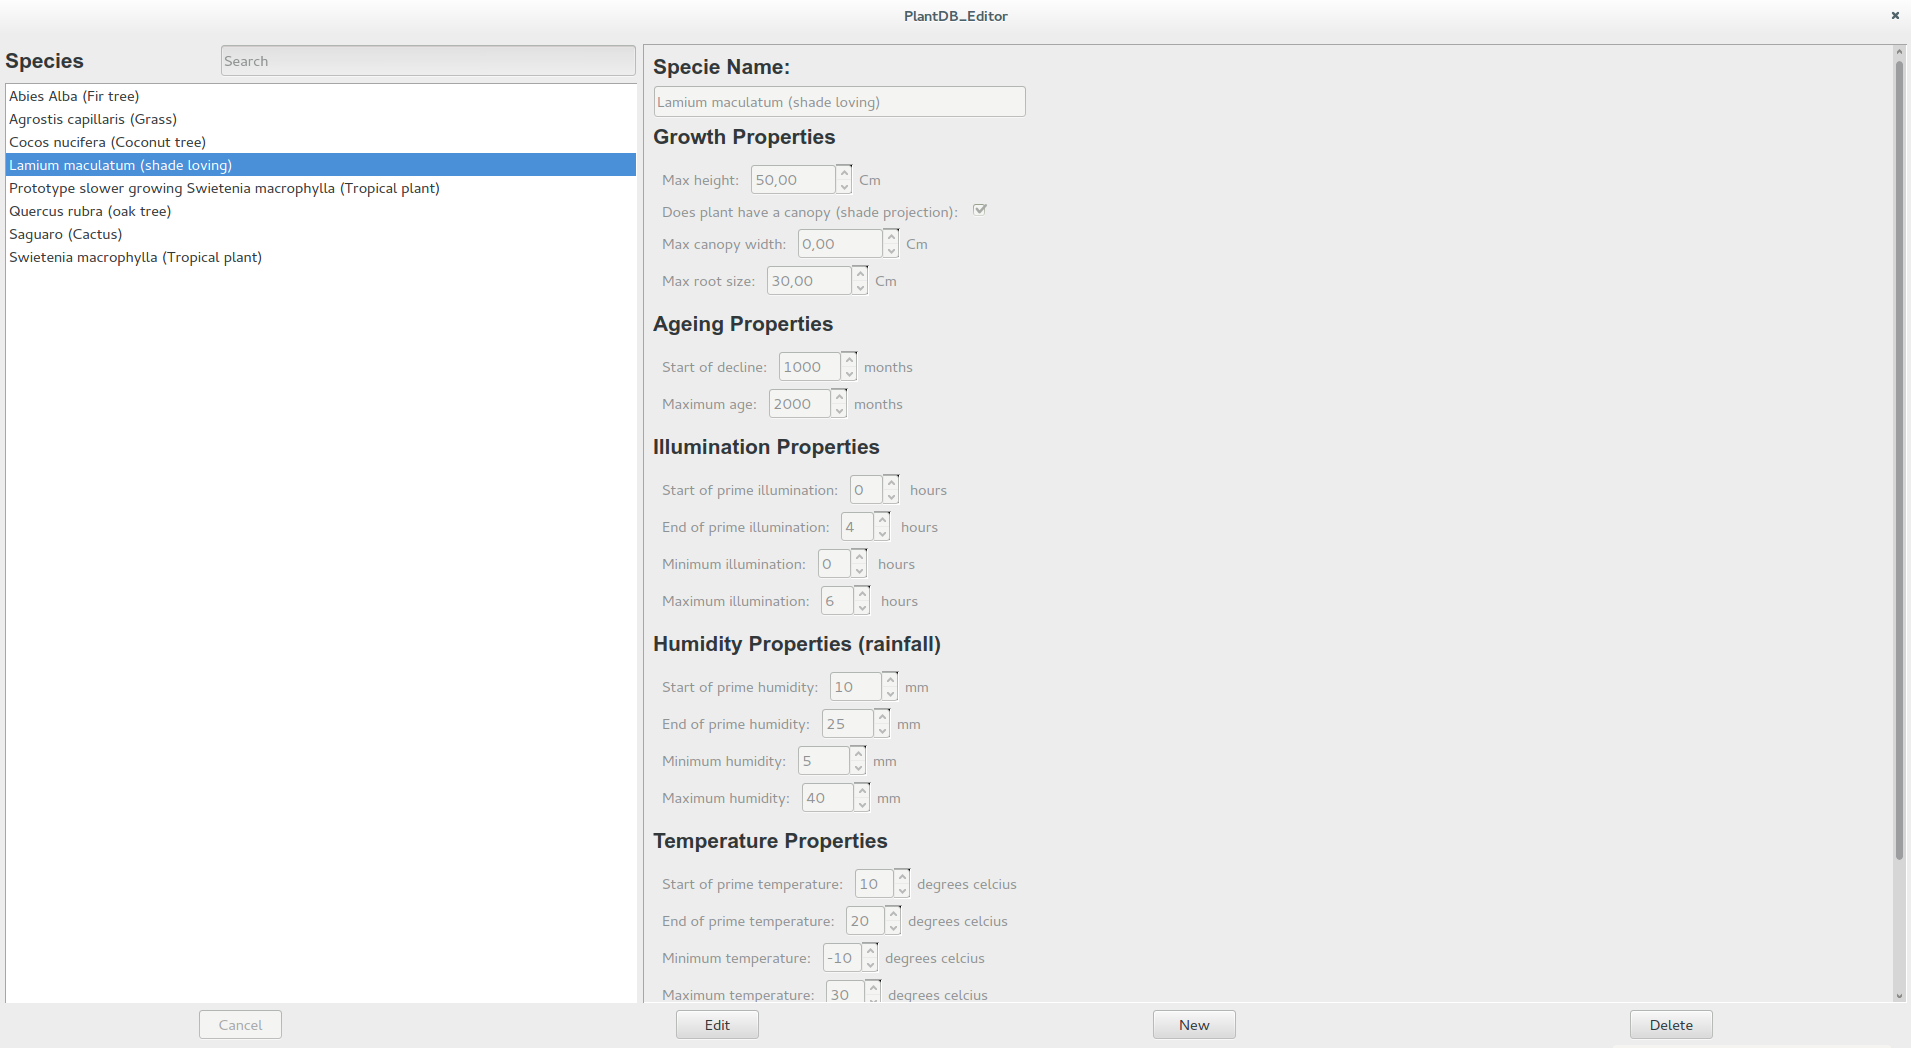 PlantDB_Editor
Species
Search
Abies Alba (Fir tree)
Agrostis capillaris (Grass)
Cocos nucifera (Coconut tree)
Lamium maculatum (shade loving)
Prototype slower growing Swietenia macrophylla (Tropical plant)
Quercus rubra (oak tree)
Saguaro (Cactus)
Swietenia macrophylla (Tropical plant)
Specie Name:
Lamium maculatum (shade loving)
Growth Properties
Max height: 50,00 Cm
Does plant have a canopy (shade projection):
Max canopy width: 0,00 Cm
Max root size: 30,00 Cm
Ageing Properties
Start of decline: 1000 months
Maximum age: 2000 months
Illumination Properties
Start of prime illumination: 0 hours
End of prime illumination: 4 hours
Minimum illumination: 0 hours
Maximum illumination: 6 hours
Humidity Properties (rainfall)
Start of prime humidity: 10 mm
End of prime humidity: 25 mm
Minimum humidity: 5 mm
Maximum humidity: 40 mm
Temperature Properties
Start of prime temperature: 10 degrees celcius
End of prime temperature: 20 degrees celcius
Minimum temperature: -10 degrees celcius
Maximum temperature: 30 degrees celcius
Cancel Edit New Delete